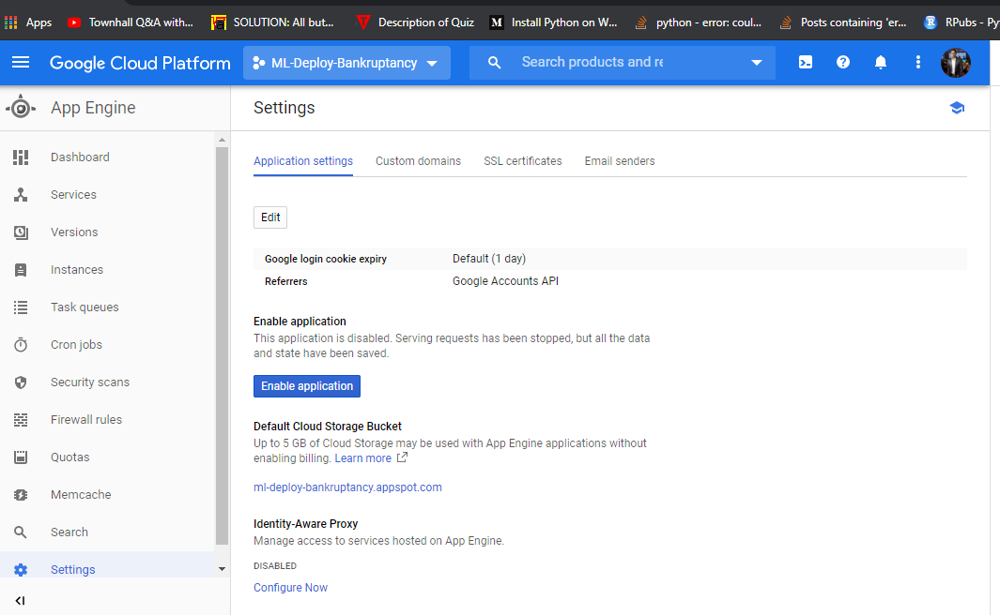 Apps
Townhall Q&A with...
SOLUTION: All but...
Description of Quiz
M
Install Python on W...
python - error: coul...
Posts containing 'er...
R
RPubs - Py
Google Cloud Platform
ML-Deploy-Bankruptancy
Search products and re
App Engine
Settings
Dashboard
Services
Versions
Instances
Task queues
Cron jobs
Security scans
Firewall rules
Quotas
Memcache
Search
Settings
Application settings
Custom domains
SSL certificates
Email senders
Edit
Google login cookie expiry Default (1 day)
Referrers Google Accounts API
Enable application
This application is disabled. Serving requests has been stopped, but all the data
and state have been saved.
Enable application
Default Cloud Storage Bucket
Up to 5 GB of Cloud Storage may be used with App Engine applications without
enabling billing. Learn more
ml-deploy-bankruptancy.appspot.com
Identity-Aware Proxy
Manage access to services hosted on App Engine.
DISABLED
Configure Now